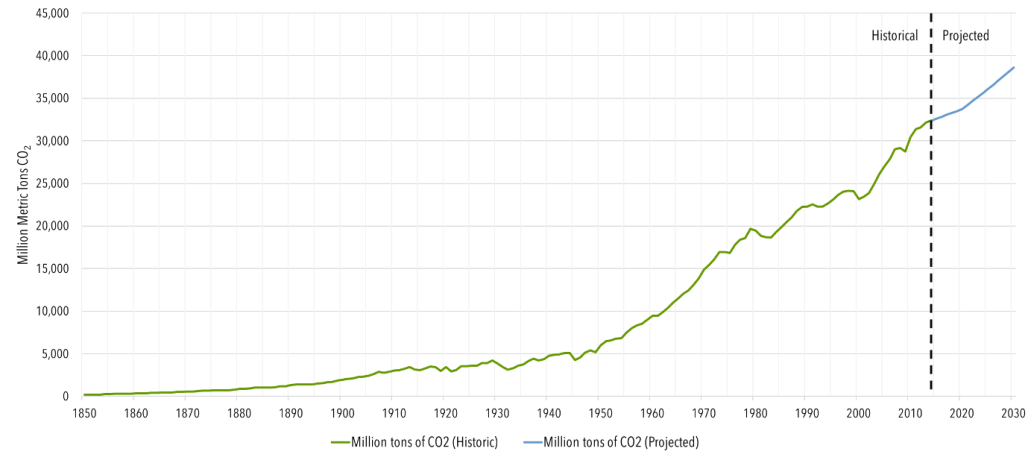 45,000
40,000
35,000
30,000
25,000
20,000
15,000
10,000
5,000
0
Million Metric Tons CO2
Historical
Projected
1850 1860 1870 1880 1890 1900 1910 1920 1930 1940 1950 1960 1970 1980 1990 2000 2010 2020 2030
Million tons of CO2 (Historic) Million tons of CO2 (Projected)